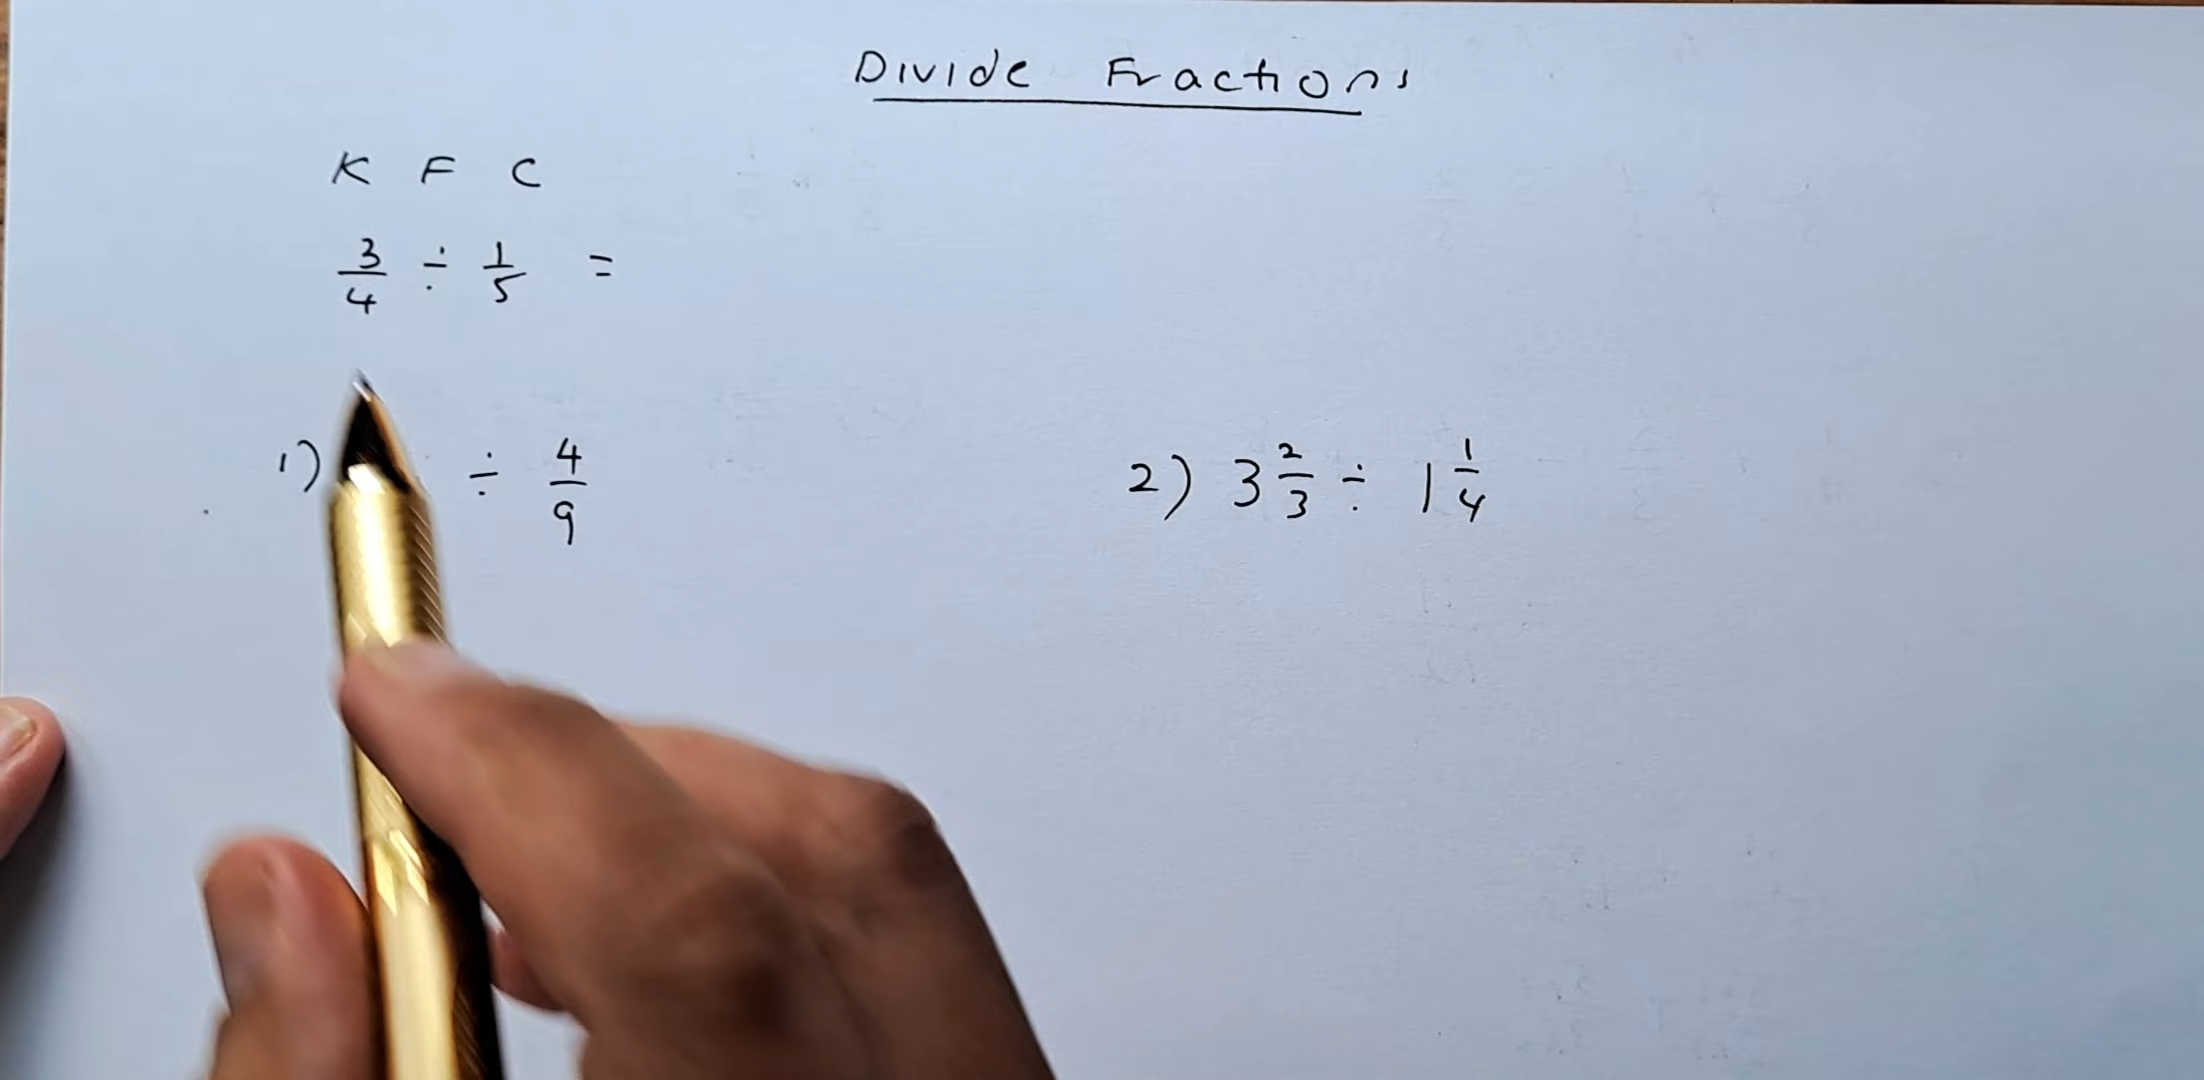 Divide Fractions
K F C
3/4 ÷ 1/5 =
1) ÷ 4/9
2) 3 2/3 ÷ 1 1/4